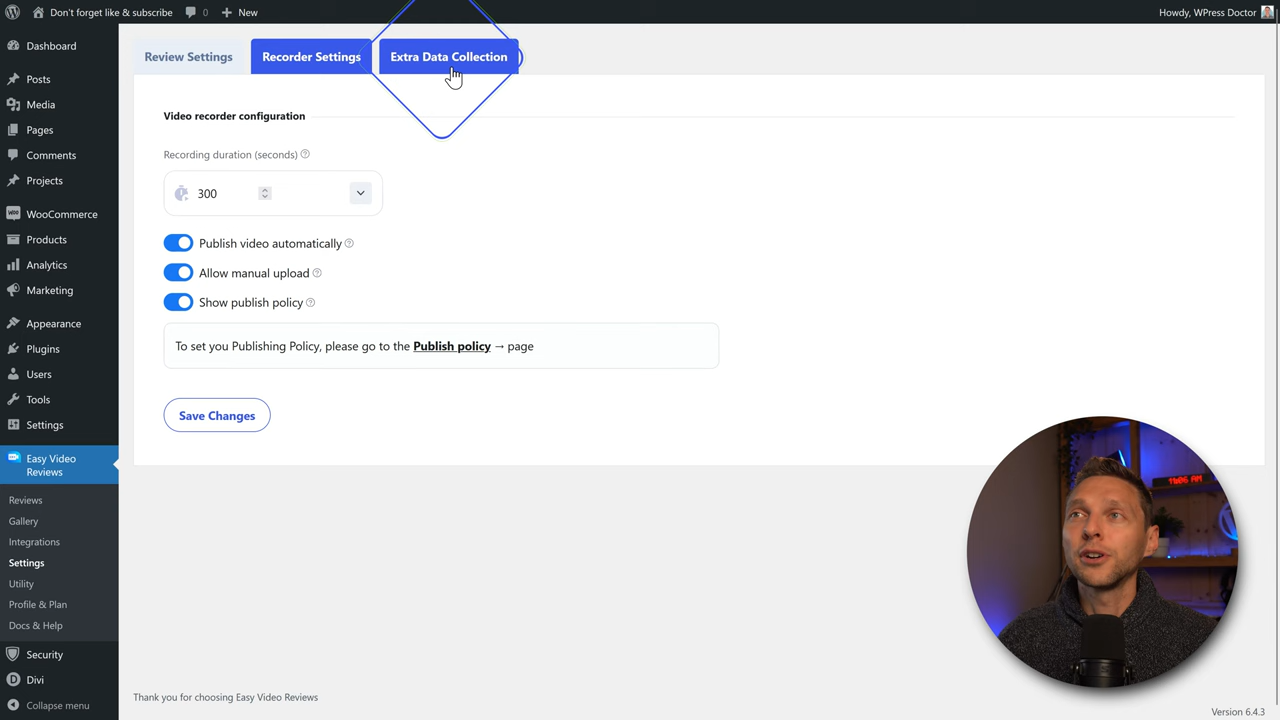 Don't forget like & subscribe
0
New
Howdy, WPress Doctor
Dashboard
Posts
Media
Pages
Comments
Projects
WooCommerce
Products
Analytics
Marketing
Appearance
Plugins
Users
Tools
Settings
Easy Video
Reviews
Reviews
Gallery
Integrations
Settings
Utility
Profile & Plan
Docs & Help
Security
Divi
Collapse menu
Review Settings
Recorder Settings
Extra Data Collection
Video recorder configuration
Recording duration (seconds)
300
Publish video automatically
Allow manual upload
Show publish policy
To set you Publishing Policy, please go to the Publish policy → page
Save Changes
11:06 AM
Thank you for choosing Easy Video Reviews
Version 6.4.3